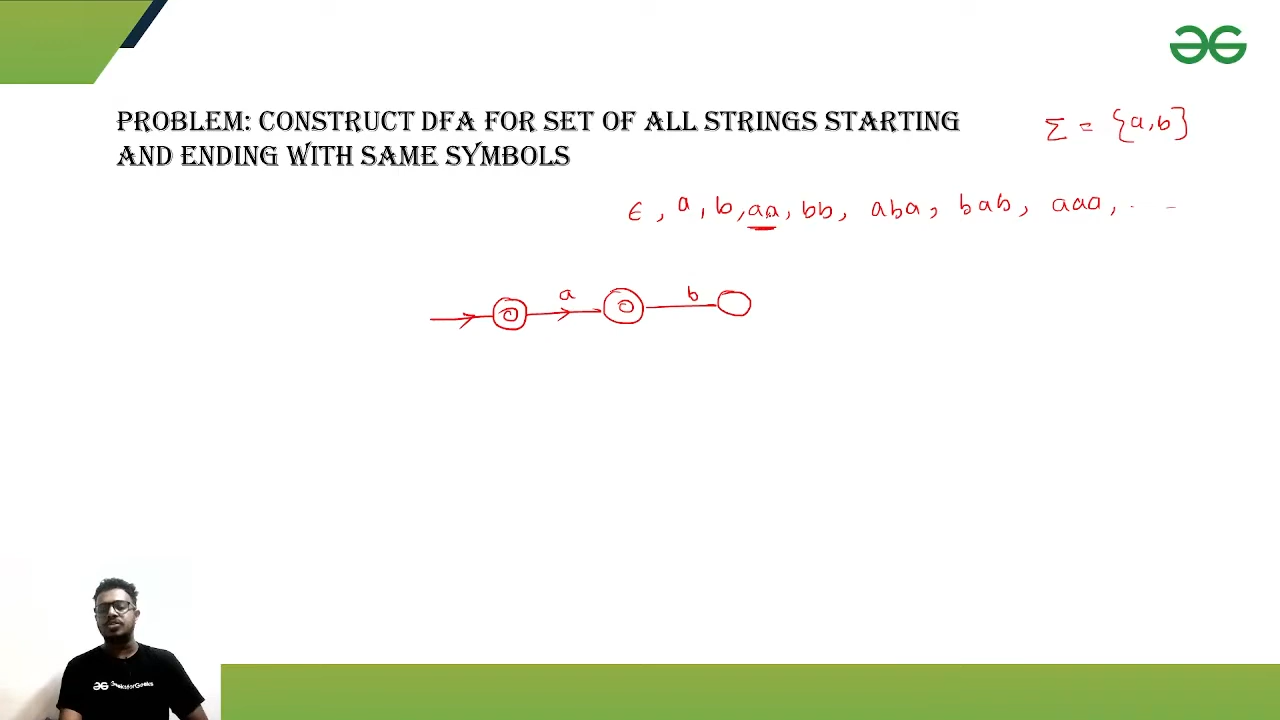 PROBLEM: CONSTRUCT DFA FOR SET OF ALL STRINGS STARTING
AND ENDING WITH SAME SYMBOLS
Σ = {a,b}
ε, a, b, aa, bb, aba, bab, aaa, . . .
a b
GeeksforGeeks